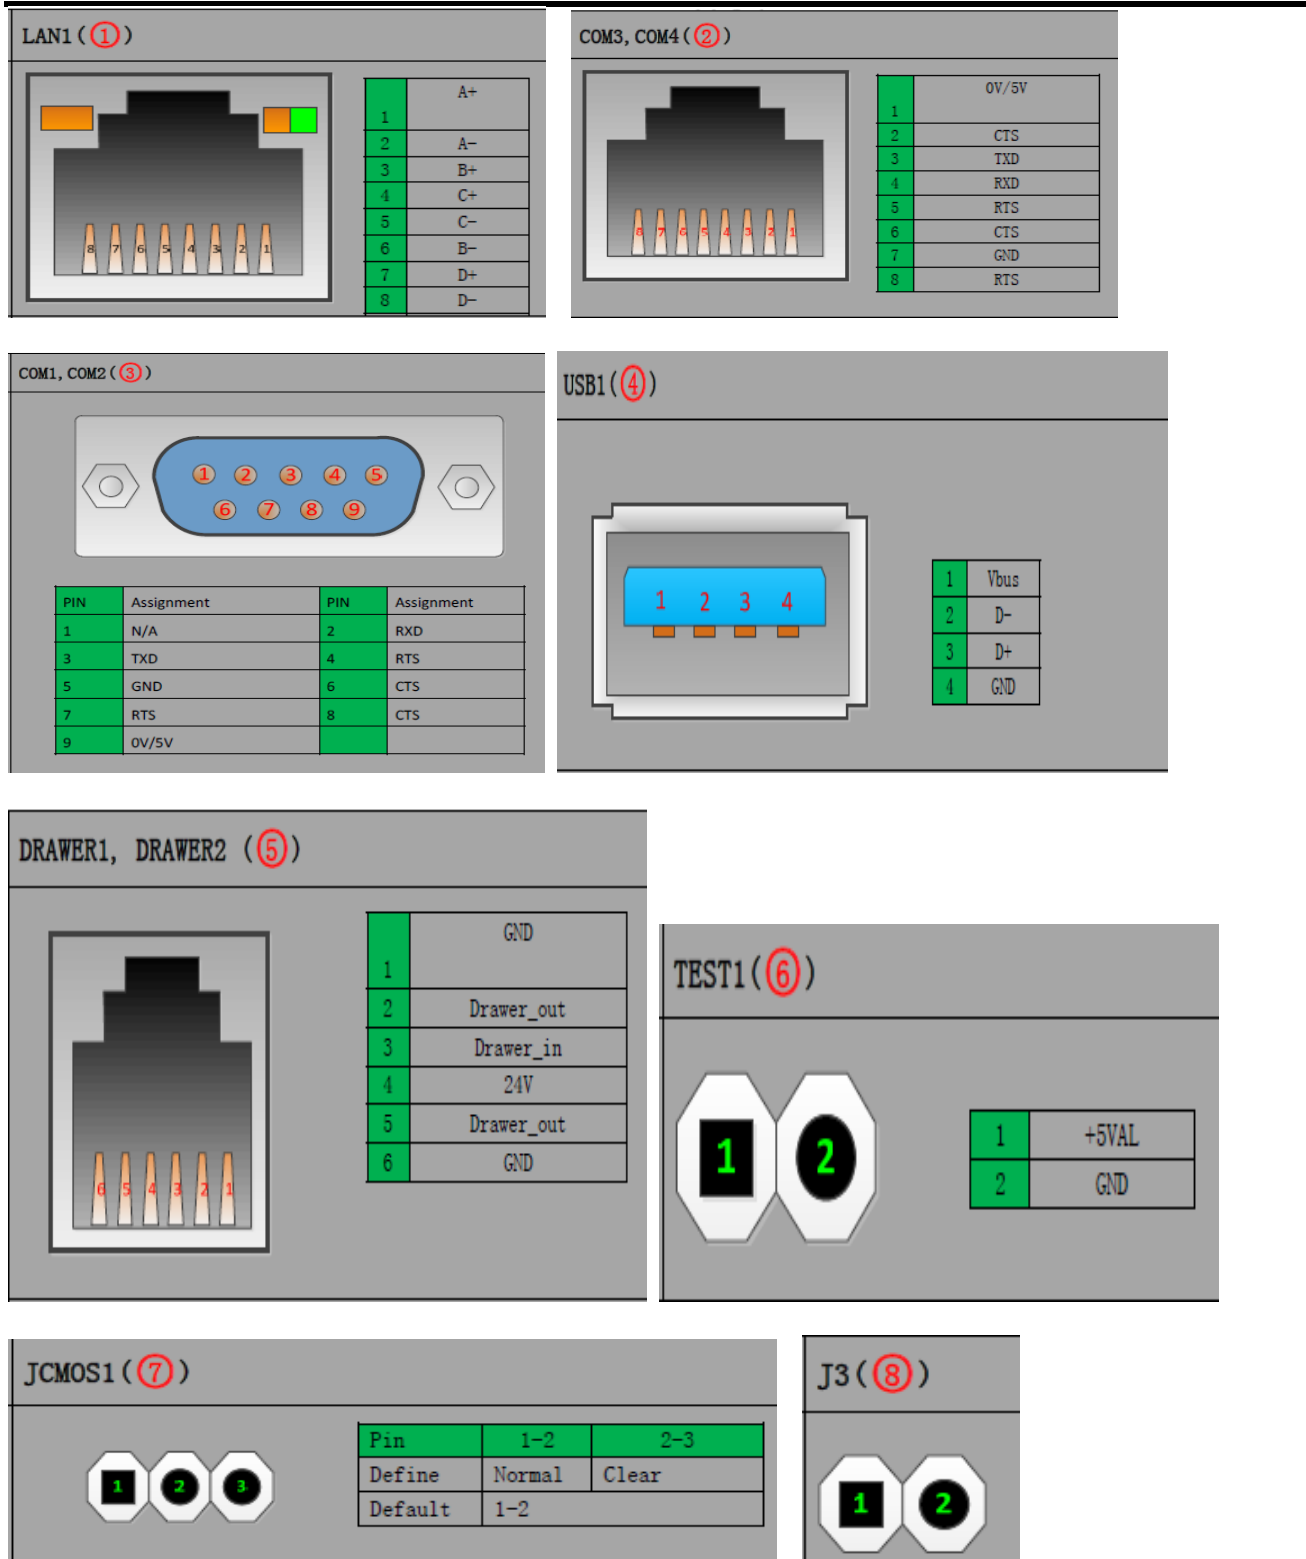 LAN1(①)
8 7 6 5 4 3 2 1
1 A+
2 A-
3 B+
4 C+
5 C-
6 B-
7 D+
8 D-
COM3,COM4(②)
8 7 6 5 4 3 2 1
1 0V/5V
2 CTS
3 TXD
4 RXD
5 RTS
6 CTS
7 GND
8 RTS
COM1,COM2(③)
1 2 3 4 5
6 7 8 9
PIN Assignment PIN Assignment
1 N/A 2 RXD
3 TXD 4 RTS
5 GND 6 CTS
7 RTS 8 CTS
9 0V/5V
USB1(④)
1 2 3 4
1 Vbus
2 D-
3 D+
4 GND
DRAWER1, DRAWER2 (⑤)
6 5 4 3 2 1
1 GND
2 Drawer_out
3 Drawer_in
4 24V
5 Drawer_out
6 GND
TEST1(⑥)
1 2
1 +5VAL
2 GND
JCMOS1(⑦)
1 2 3
Pin 1-2 2-3
Define Normal Clear
Default 1-2
J3(⑧)
1 2